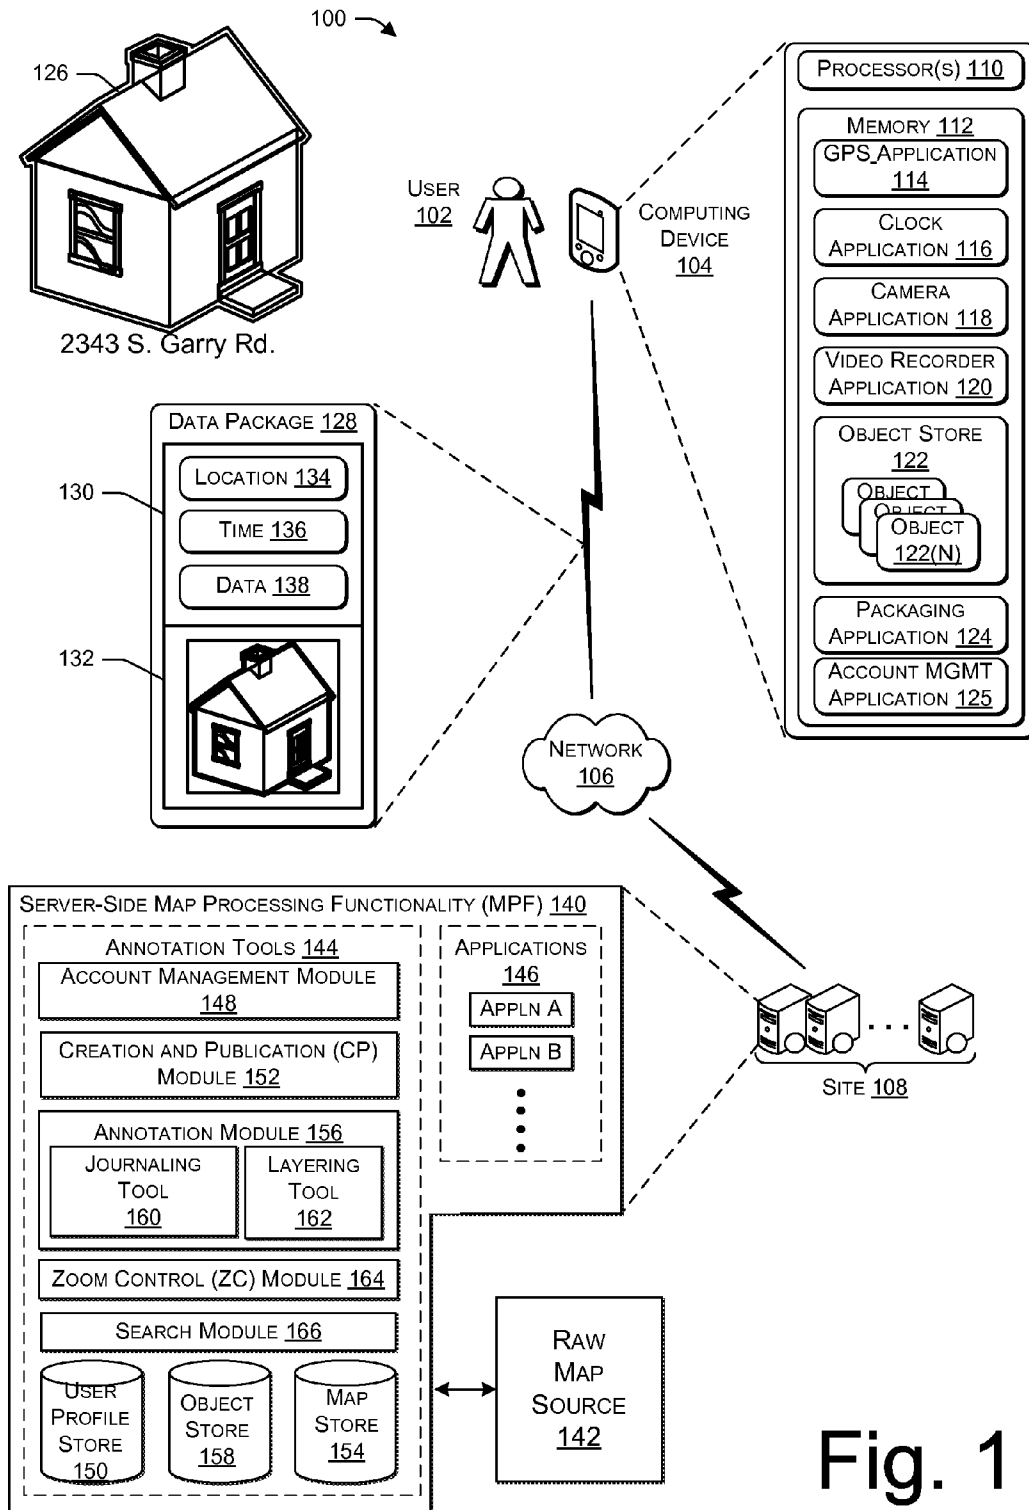 100
126
2343 S. Garry Rd.
USER
102
COMPUTING
DEVICE
104
PROCESSOR(S) 110
MEMORY 112
GPS APPLICATION
114
CLOCK
APPLICATION 116
CAMERA
APPLICATION 118
VIDEO RECORDER
APPLICATION 120
OBJECT STORE
122
OBJECT
OBJECT
OBJECT
122(N)
PACKAGING
APPLICATION 124
ACCOUNT MGMT
APPLICATION 125
DATA PACKAGE 128
130
LOCATION 134
TIME 136
DATA 138
132
NETWORK
106
SERVER-SIDE MAP PROCESSING FUNCTIONALITY (MPF) 140
ANNOTATION TOOLS 144
ACCOUNT MANAGEMENT MODULE
148
CREATION AND PUBLICATION (CP)
MODULE 152
ANNOTATION MODULE 156
JOURNALING
TOOL
160
LAYERING
TOOL
162
ZOOM CONTROL (ZC) MODULE 164
SEARCH MODULE 166
USER
PROFILE
STORE
150
OBJECT
STORE
158
MAP
STORE
154
APPLICATIONS
146
APPLN A
APPLN B
SITE 108
RAW
MAP
SOURCE
142
Fig. 1